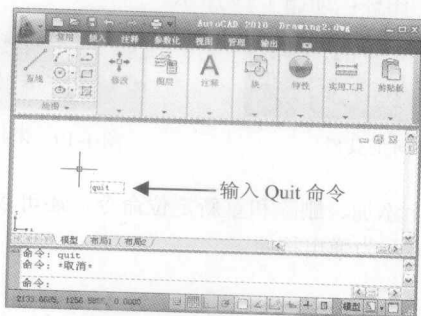 AutoCAD 2010 Drawing2.dwg
常用 插入 注释 参数化 视图 管理 输出
直线 修改 图层 注释 块 特性 实用工具 剪贴板
绘图
quit
输入 Quit 命令
模型 布局1 布局2
命令: quit
命令: *取消*
命令:
模型